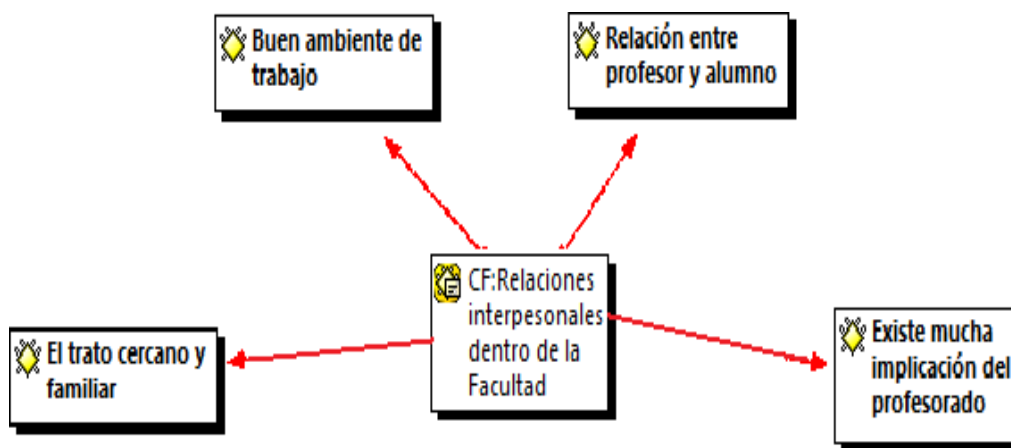 Buen ambiente de
trabajo
Relación entre
profesor y alumno
CF:Relaciones
interpesonales
dentro de la
Facultad
El trato cercano y
familiar
Existe mucha
implicación del
profesorado